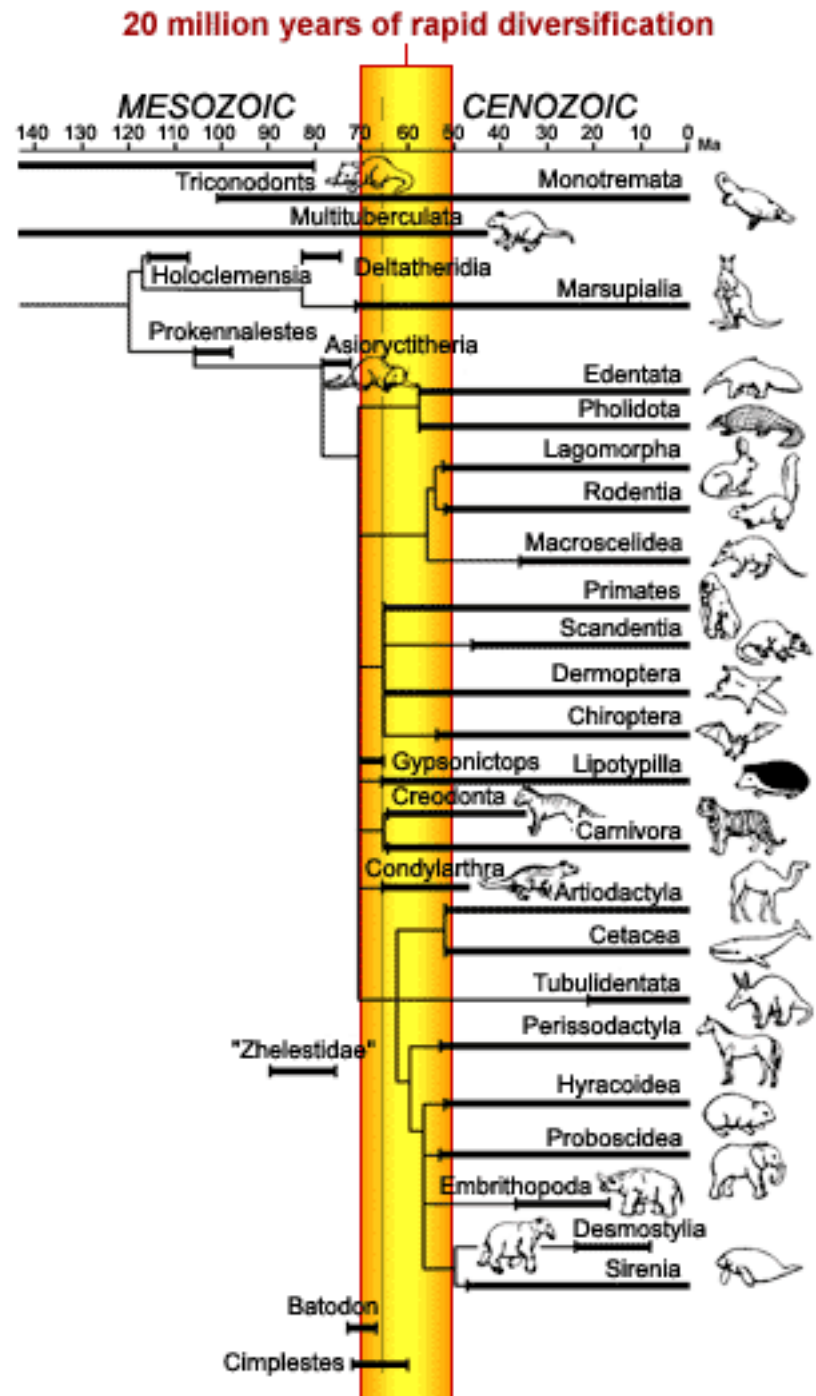 20 million years of rapid diversification
MESOZOIC CENOZOIC
140 130 120 110 100 90 80 70 60 50 40 30 20 10 0 Ma
Triconodonts Monotremata
Multituberculata
Holoclemensia Deltatheridia
Marsupialia
Prokennalestes
Asioryctitheria
Edentata
Pholidota
Lagomorpha
Rodentia
Macroscelidea
Primates
Scandentia
Dermoptera
Chiroptera
Gypsonictops Lipotypilla
Creodonta
Carnivora
Condylarthra
Artiodactyla
Cetacea
Tubulidentata
Perissodactyla
"Zhelestidae"
Hyracoidea
Proboscidea
Embrithopoda
Desmostylia
Sirenia
Batodon
Cimplestes